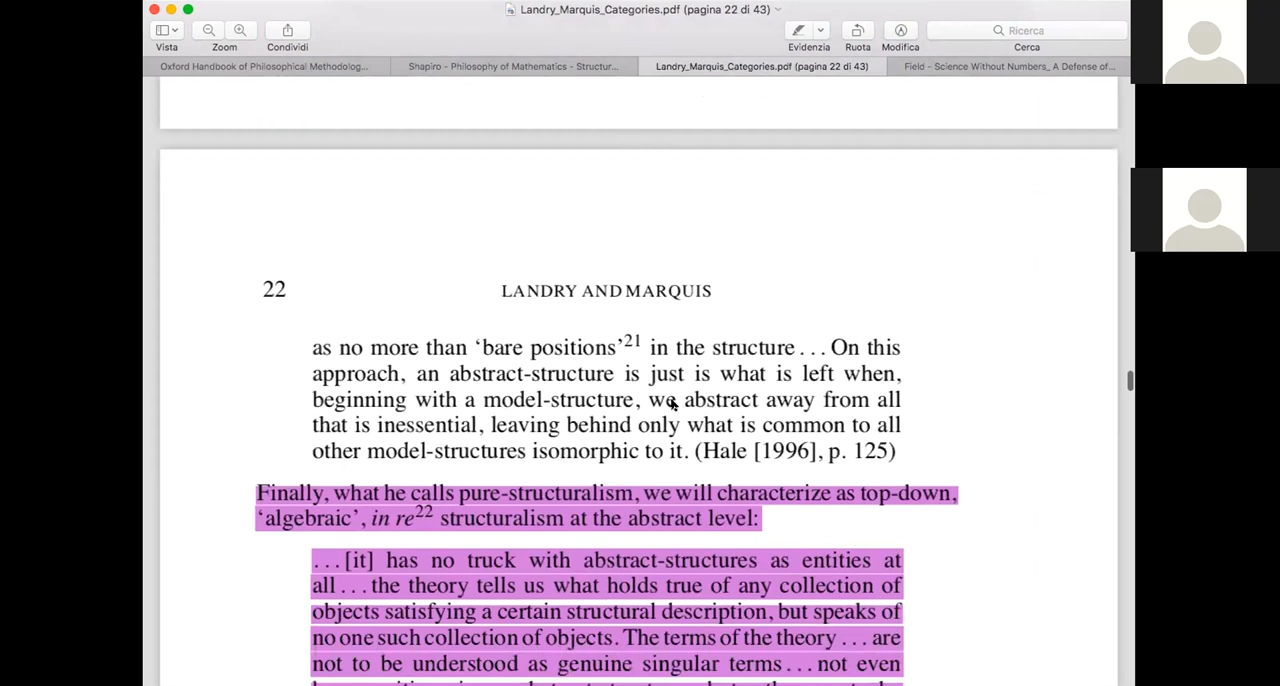 Landry_Marquis_Categories.pdf (pagina 22 di 43)
Ricerca
Vista Zoom Condividi Evidenzia Ruota Modifica Cerca
Oxford Handbook of Philosophical Methodolog... Shapiro - Philosophy of Mathematics - Structur... Landry_Marquis_Categories.pdf (pagina 22 di 43) Field - Science Without Numbers_ A Defense of...
22 LANDRY AND MARQUIS
as no more than ‘bare positions’21 in the structure . . . On this
approach, an abstract-structure is just is what is left when,
beginning with a model-structure, we abstract away from all
that is inessential, leaving behind only what is common to all
other model-structures isomorphic to it. (Hale [1996], p. 125)
Finally, what he calls pure-structuralism, we will characterize as top-down,
‘algebraic’, in re22 structuralism at the abstract level:
. . . [it] has no truck with abstract-structures as entities at
all . . . the theory tells us what holds true of any collection of
objects satisfying a certain structural description, but speaks of
no one such collection of objects. The terms of the theory . . . are
not to be understood as genuine singular terms . . . not even